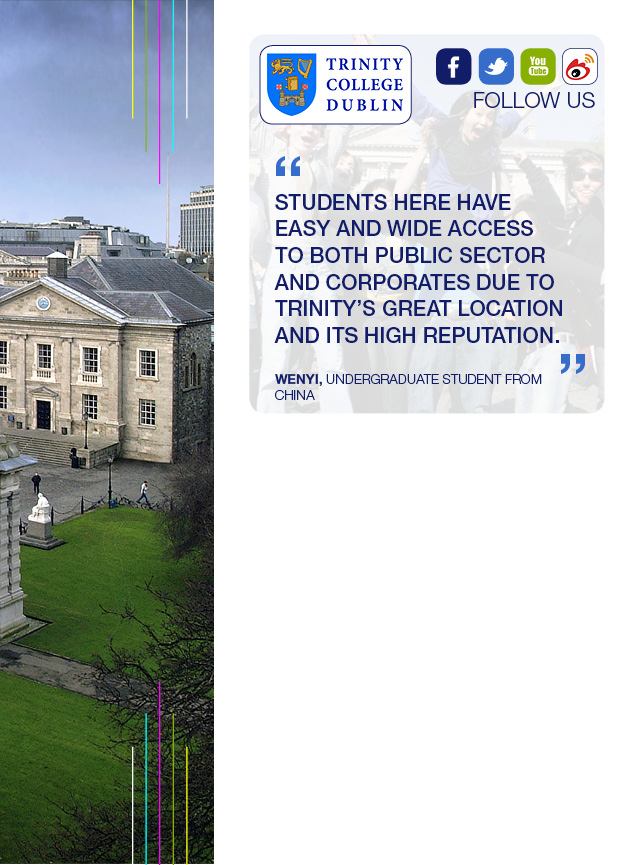 TRINITY
COLLEGE
DUBLIN
f
You
Tube
FOLLOW US
“
STUDENTS HERE HAVE
EASY AND WIDE ACCESS
TO BOTH PUBLIC SECTOR
AND CORPORATES DUE TO
TRINITY’S GREAT LOCATION
AND ITS HIGH REPUTATION.
”
WENYI, UNDERGRADUATE STUDENT FROM
CHINA